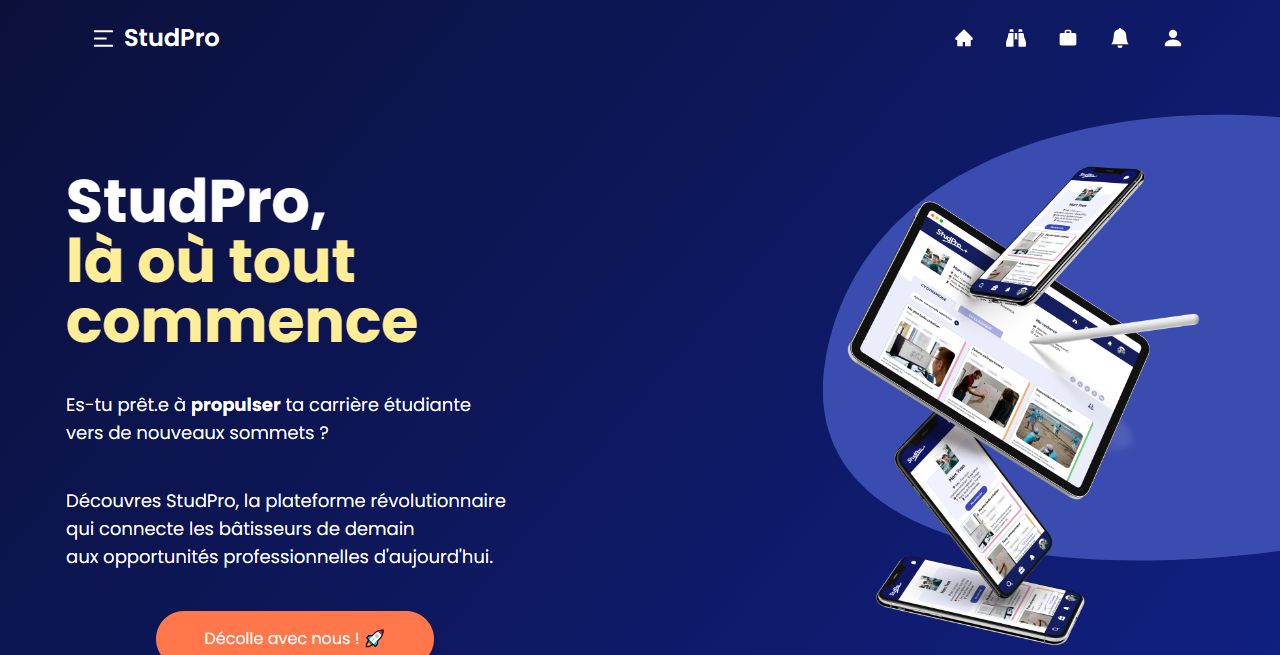 StudPro
StudPro,
là où tout
commence
Es-tu prêt.e à propulser ta carrière étudiante
vers de nouveaux sommets ?
Découvres StudPro, la plateforme révolutionnaire
qui connecte les bâtisseurs de demain
aux opportunités professionnelles d'aujourd'hui.
Décolle avec nous ! 🚀
StudPro